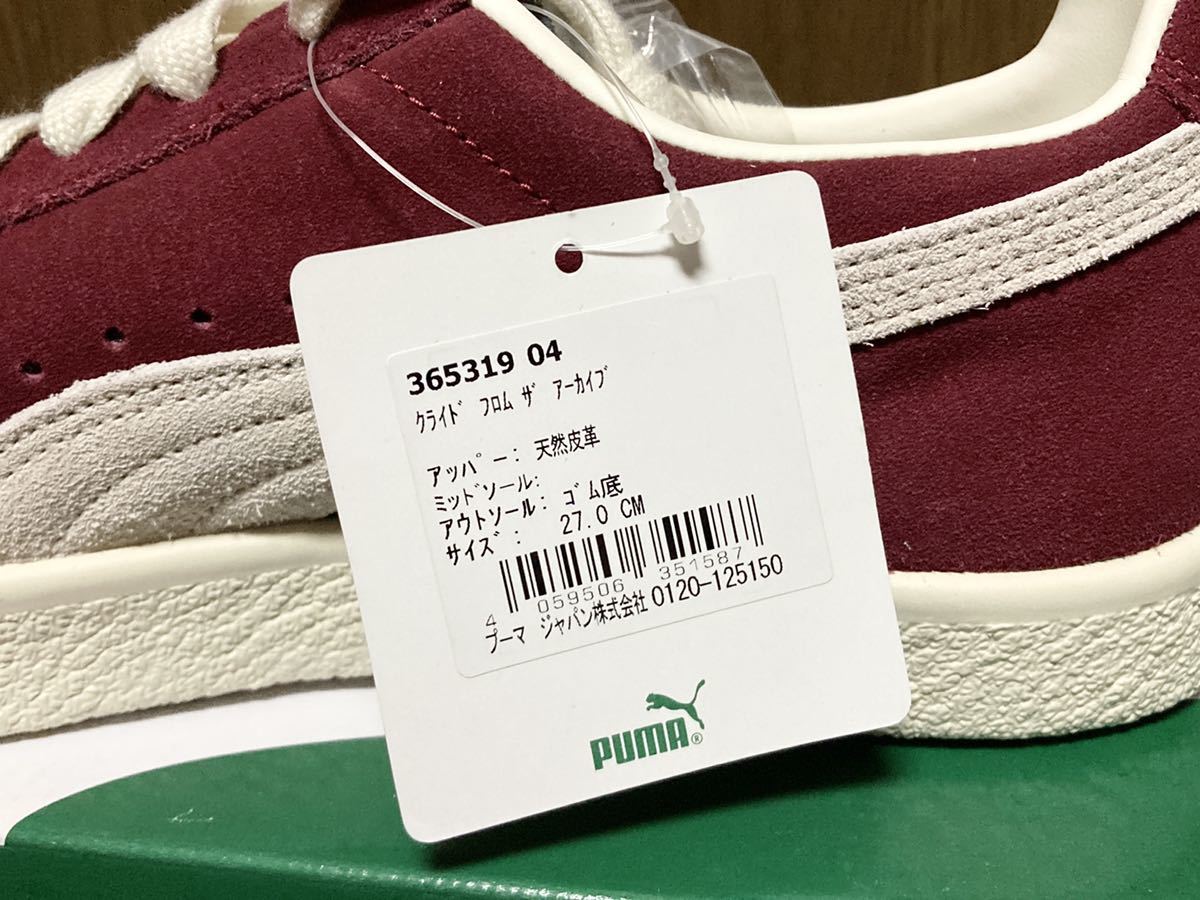 365319 04
ｸﾗｲﾄﾞ ﾌﾛﾑ ｻﾞ ｱｰｶｲﾌﾞ
アッパー: 天然皮革
ミッドソール:
アウトソール: ゴム底
サイズ: 27.0 CM
4 059506 351587
プーマ ジャパン株式会社 0120-125150
PUMA®